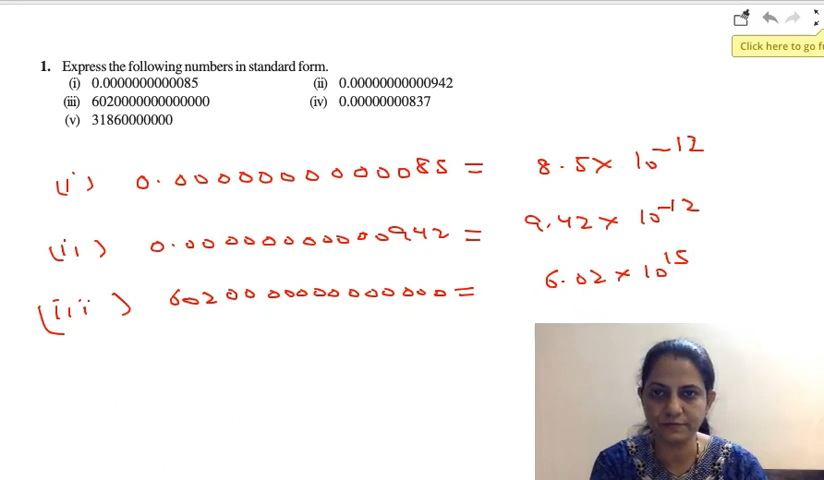 Click here to go fu
1. Express the following numbers in standard form.
(i) 0.0000000000085 (ii) 0.00000000000942
(iii) 6020000000000000 (iv) 0.00000000837
(v) 31860000000
(i) 0.0000000000085 = 8.5 × 10⁻¹²
(ii) 0.00000000000942 = 9.42 × 10⁻¹²
(iii) 6020000000000000 = 6.02 × 10¹⁵